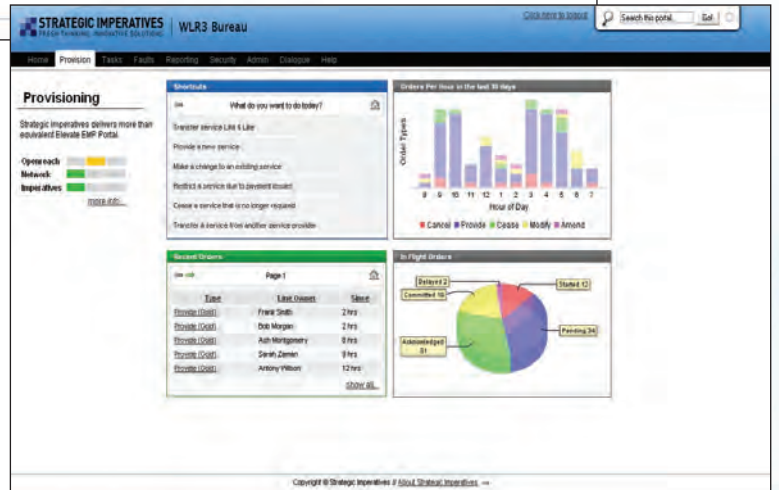 STRATEGIC IMPERATIVES
FRESH THINKING, INNOVATIVE SOLUTIONS
WLR3 Bureau
Click here to logout
Search this portal.
Go!
Home Provision Tasks Faults Reporting Security Admin Dialogue Help
Provisioning
Strategic Imperatives delivers more than
equivalent Elevate EMP Portal.
Openreach
Network
Imperatives
more info...
Shortcuts
What do you want to do today?
Transfer service Like 4 Like
Provide a new service
Make a change to an existing service
Restrict a service due to payment issues
Cease a service that is no longer required
Transfer a service from another service provider
Orders Per Hour in the last 30 days
Order Types
8 9 10 11 12 1 2 3 4 5 6 7
Hour of Day
Cancel Provide Cease Modify Amend
Recent Orders
Page 1
Type Last Owner Since
Provide (Gold) Frank Smith 2 hrs
Provide (Gold) Bob Morgan 2 hrs
Provide (Gold) Ash Montgomery 8 hrs
Provide (Gold) Sarah Zaman 9 hrs
Provide (Gold) Antony Wilson 12 hrs
show all...
In Flight Orders
Delayed 2
Started 12
Committed 16
Pending 34
Acknowledged
31
Copyright © Strategic Imperatives // About Strategic Imperatives